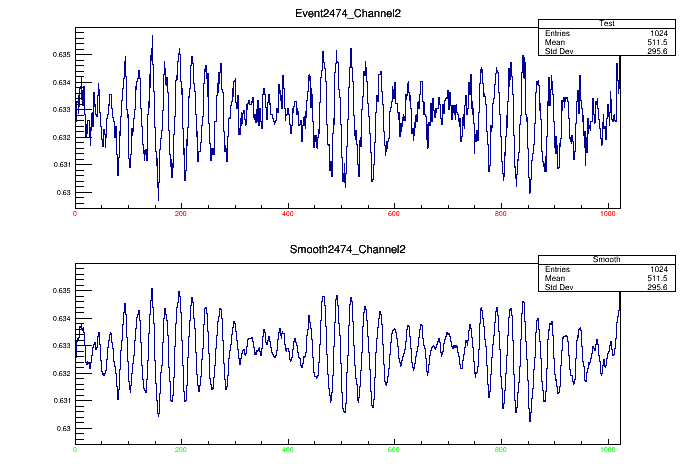 Event2474_Channel2
Test
Entries 1024
Mean 511.5
Std Dev 295.6
0.635
0.634
0.633
0.632
0.631
0.63
0 200 400 600 800 1000
Smooth2474_Channel2
Smooth
Entries 1024
Mean 511.5
Std Dev 295.6
0.635
0.634
0.633
0.632
0.631
0.63
0 200 400 600 800 1000